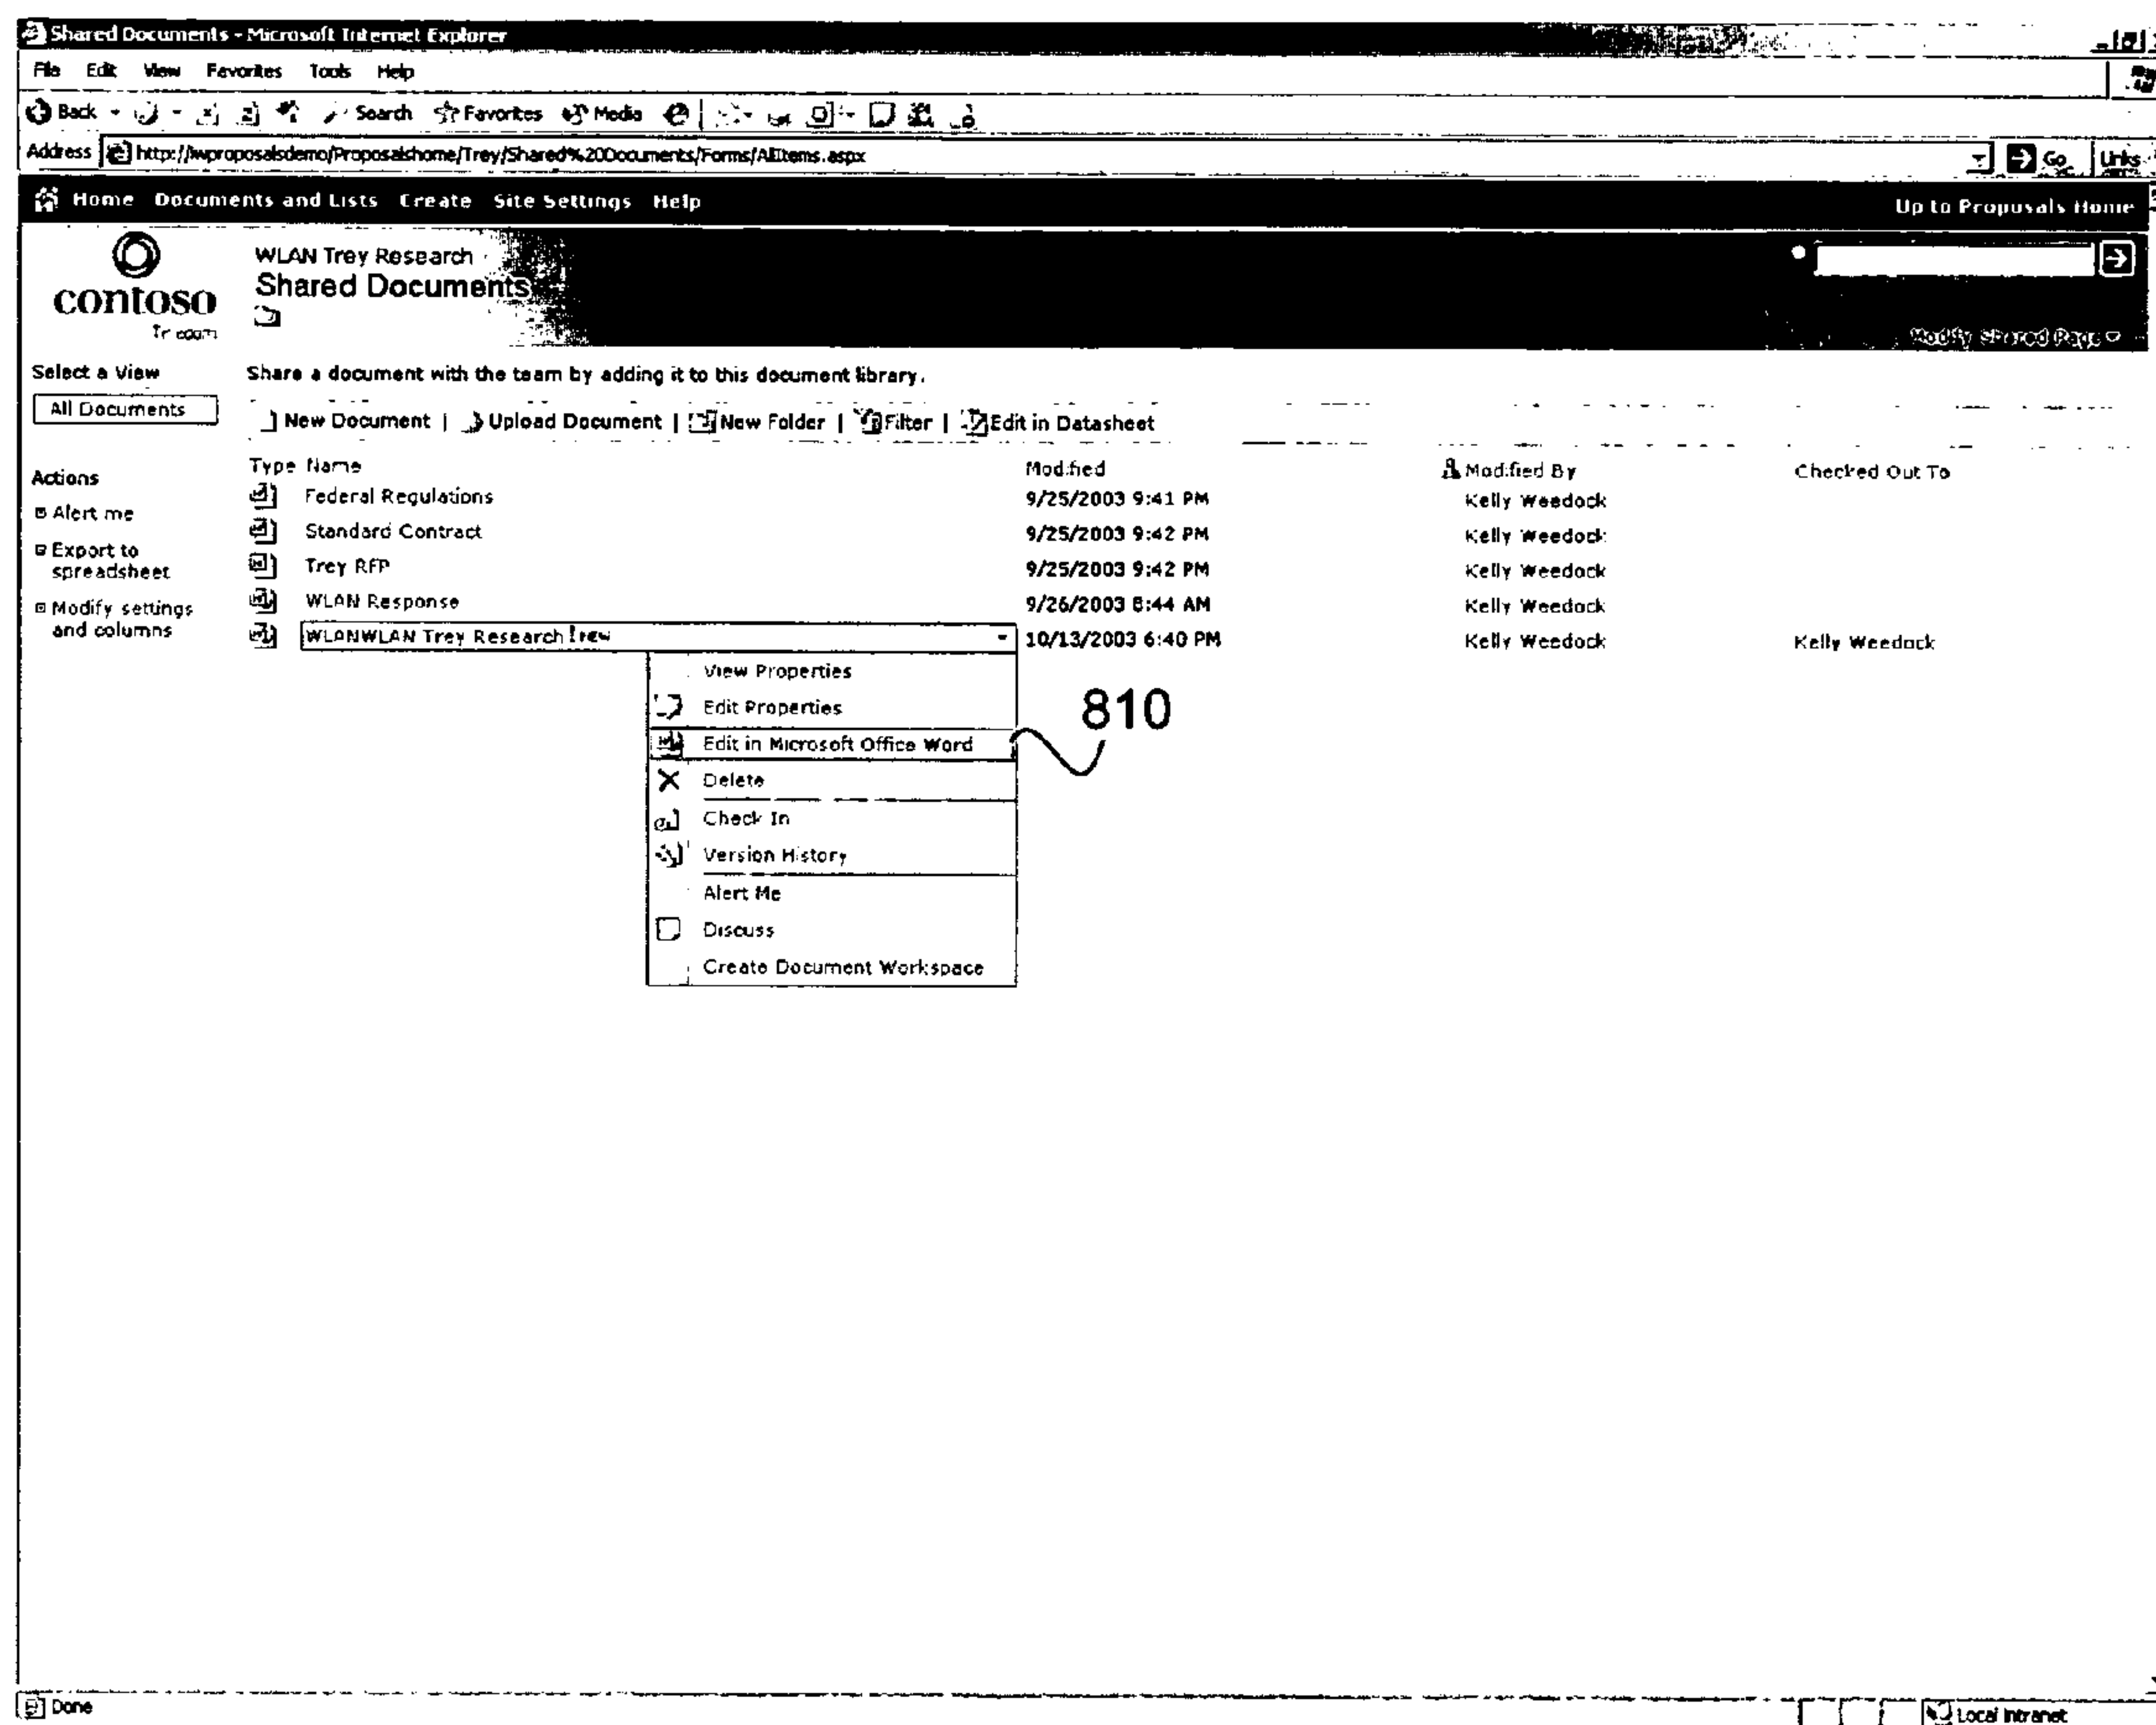 Shared Documents - Microsoft Internet Explorer
File Edit View Favorites Tools Help
Back Search Favorites Media
Address http://iwproposalsdemo/Proposalshome/Trey/Shared%20Documents/Forms/AllItems.aspx Go Links
Home Documents and Lists Create Site Settings Help Up to Proposals Home
contoso
WLAN Trey Research
Shared Documents
Modify Shared Page
Select a View
All Documents
Share a document with the team by adding it to this document library.
New Document | Upload Document | New Folder | Filter | Edit in Datasheet
Actions
Alert me
Export to
spreadsheet
Modify settings
and columns
Type Name Modified Modified By Checked Out To
Federal Regulations 9/25/2003 9:41 PM Kelly Weedock
Standard Contract 9/25/2003 9:42 PM Kelly Weedock
Trey RFP 9/25/2003 9:42 PM Kelly Weedock
WLAN Response 9/26/2003 8:44 AM Kelly Weedock
WLANWLAN Trey Research ! new 10/13/2003 6:40 PM Kelly Weedock Kelly Weedock
View Properties
Edit Properties
Edit in Microsoft Office Word
810
Delete
Check In
Version History
Alert Me
Discuss
Create Document Workspace
Done Local intranet